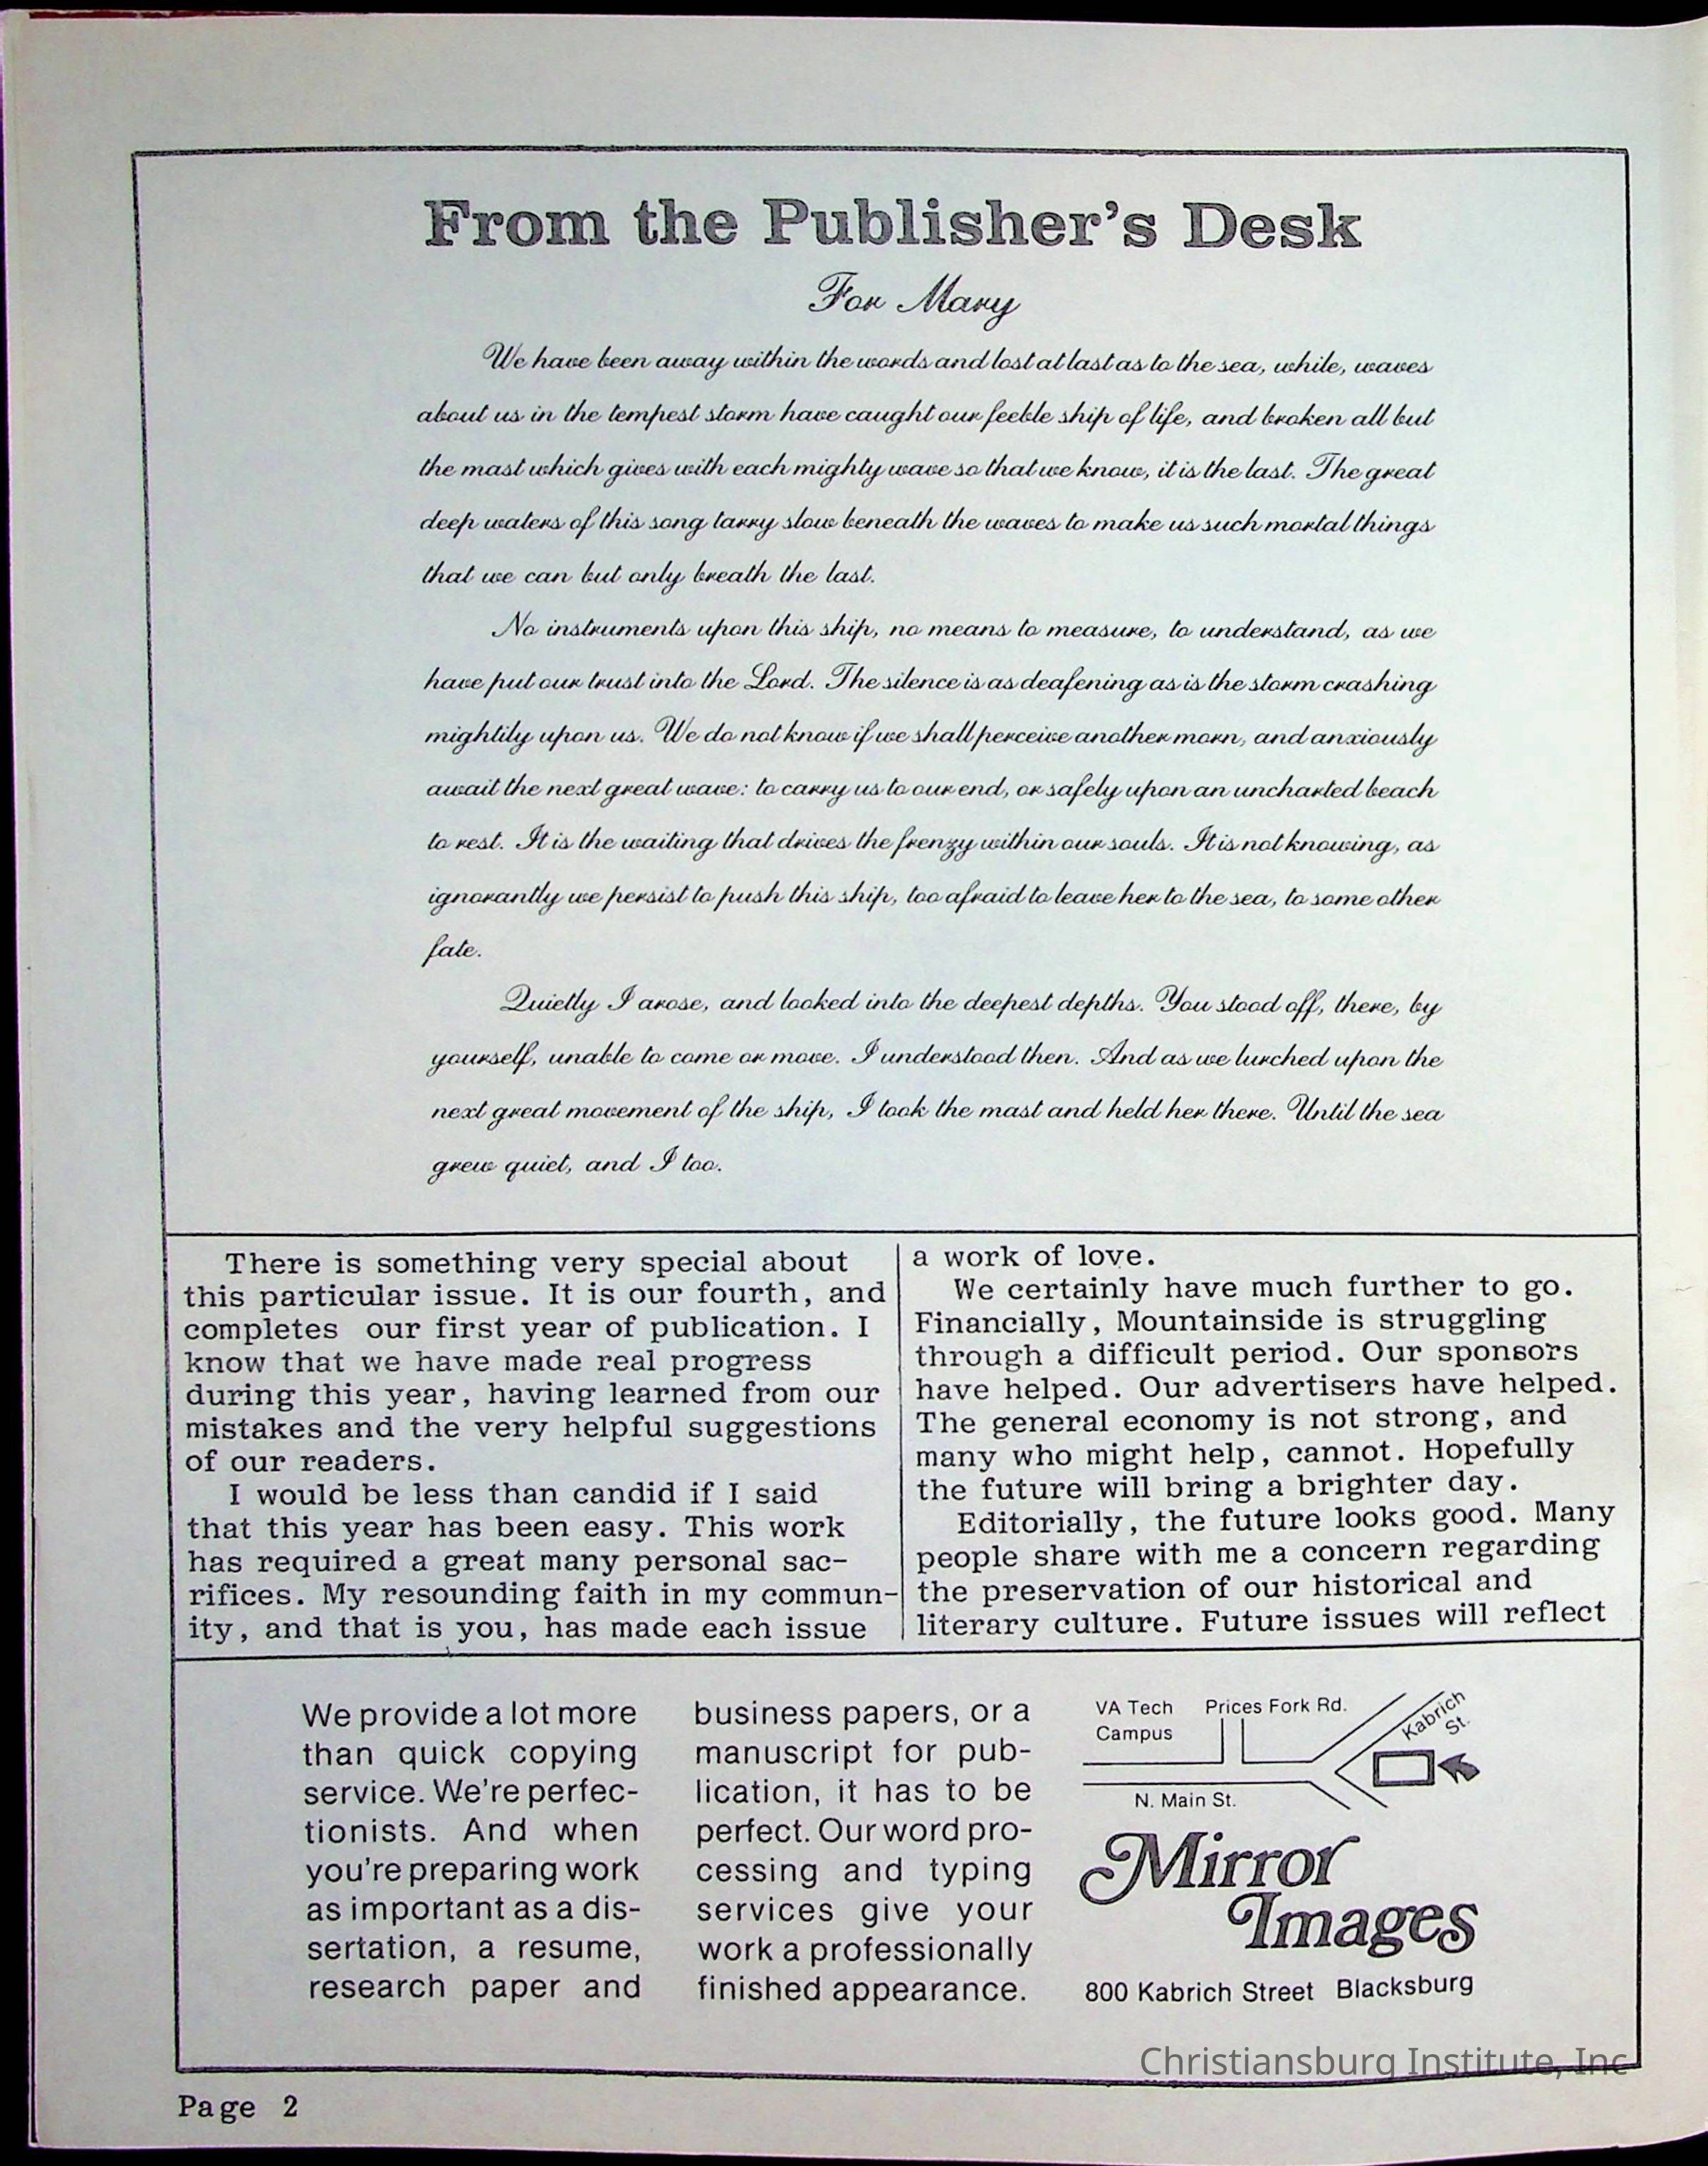 From the Publisher's Desk
For Mary
We have been away within the words and lost at last as to the sea, while, waves
about us in the tempest storm have caught our feeble ship of life, and broken all but
the mast which gives with each mighty wave so that we know, it is the last. The great
deep waters of this song tarry slow beneath the waves to make us such mortal things
that we can but only breath the last.
No instruments upon this ship, no means to measure, to understand, as we
have put our trust into the Lord. The silence is as deafening as is the storm crashing
mightily upon us. We do not know if we shall perceive another morn, and anxiously
await the next great wave: to carry us to our end, or safely upon an uncharted beach
to rest. It is the waiting that drives the frenzy within our souls. It is not knowing, as
ignorantly we persist to push this ship, too afraid to leave her to the sea, to some other
fate.
Quietly I arose, and looked into the deepest depths. You stood off, there, by
yourself, unable to come or move. I understood then. And as we lurched upon the
next great movement of the ship, I took the mast and held her there. Until the sea
grew quiet, and I too.
There is something very special about
this particular issue. It is our fourth, and
completes our first year of publication. I
know that we have made real progress
during this year, having learned from our
mistakes and the very helpful suggestions
of our readers.
I would be less than candid if I said
that this year has been easy. This work
has required a great many personal sac-
rifices. My resounding faith in my commun-
ity, and that is you, has made each issue
a work of love.
We certainly have much further to go.
Financially, Mountainside is struggling
through a difficult period. Our sponsors
have helped. Our advertisers have helped.
The general economy is not strong, and
many who might help, cannot. Hopefully
the future will bring a brighter day.
Editorially, the future looks good. Many
people share with me a concern regarding
the preservation of our historical and
literary culture. Future issues will reflect
We provide a lot more
than quick copying
service. We're perfec-
tionists. And when
you're preparing work
as important as a dis-
sertation, a resume,
research paper and
business papers, or a
manuscript for pub-
lication, it has to be
perfect. Our word pro-
cessing and typing
services give your
work a professionally
finished appearance.
VA Tech
Campus
Prices Fork Rd.
Kabrich
St.
N. Main St.
Mirror
Images
800 Kabrich Street Blacksburg
Christiansburg Institute, Inc
Page 2